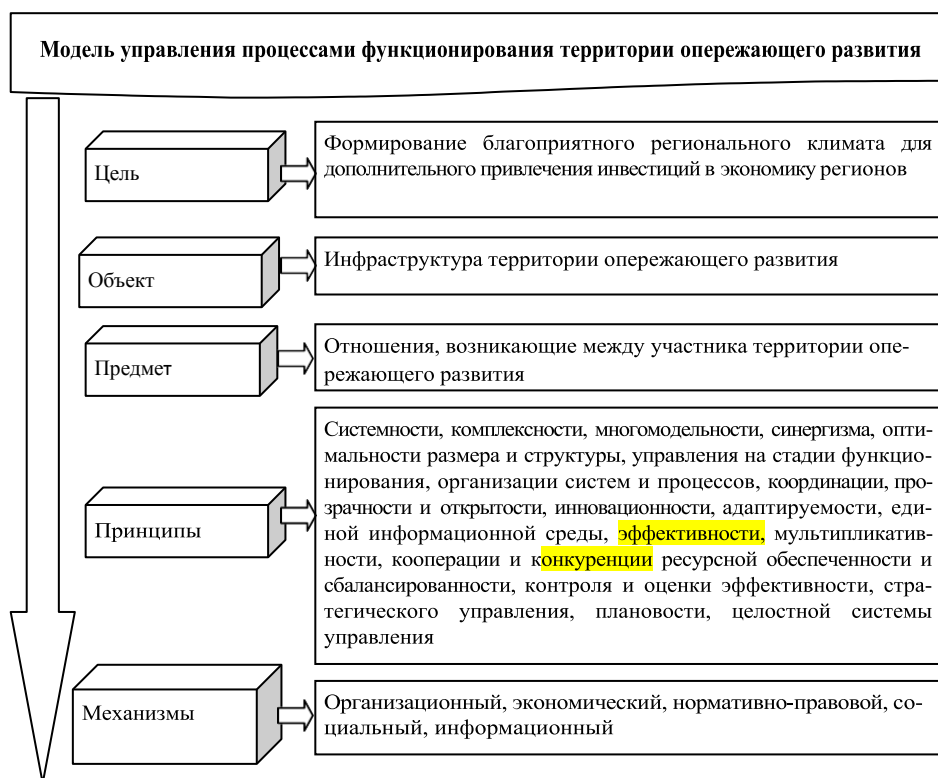 Модель управления процессами функционирования территории опережающего развития
Цель
Формирование благоприятного регионального климата для
дополнительного привлечения инвестиций в экономику регионов
Объект
Инфраструктура территории опережающего развития
Предмет
Отношения, возникающие между участника территории опе-
режающего развития
Принципы
Системности, комплексности, многомодельности, синергизма, опти-
мальности размера и структуры, управления на стадии функцио-
нирования, организации систем и процессов, координации, про-
зрачности и открытости, инновационности, адаптируемости, еди-
ной информационной среды, эффективности, мультипликатив-
ности, кооперации и конкуренции ресурсной обеспеченности и
сбалансированности, контроля и оценки эффективности, стра-
тегического управления, плановости, целостной системы
управления
Механизмы
Организационный, экономический, нормативно-правовой, со-
циальный, информационный